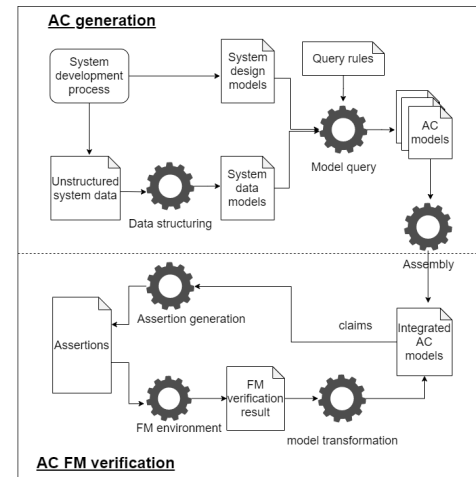 AC generation
System
development
process
System
design
models
Query rules
Model query
AC
models
Unstructured
system data
Data structuring
System
data
models
Assembly
Assertion generation
claims
Integrated
AC
models
Assertions
FM environment
FM
verification
result
model transformation
AC FM verification